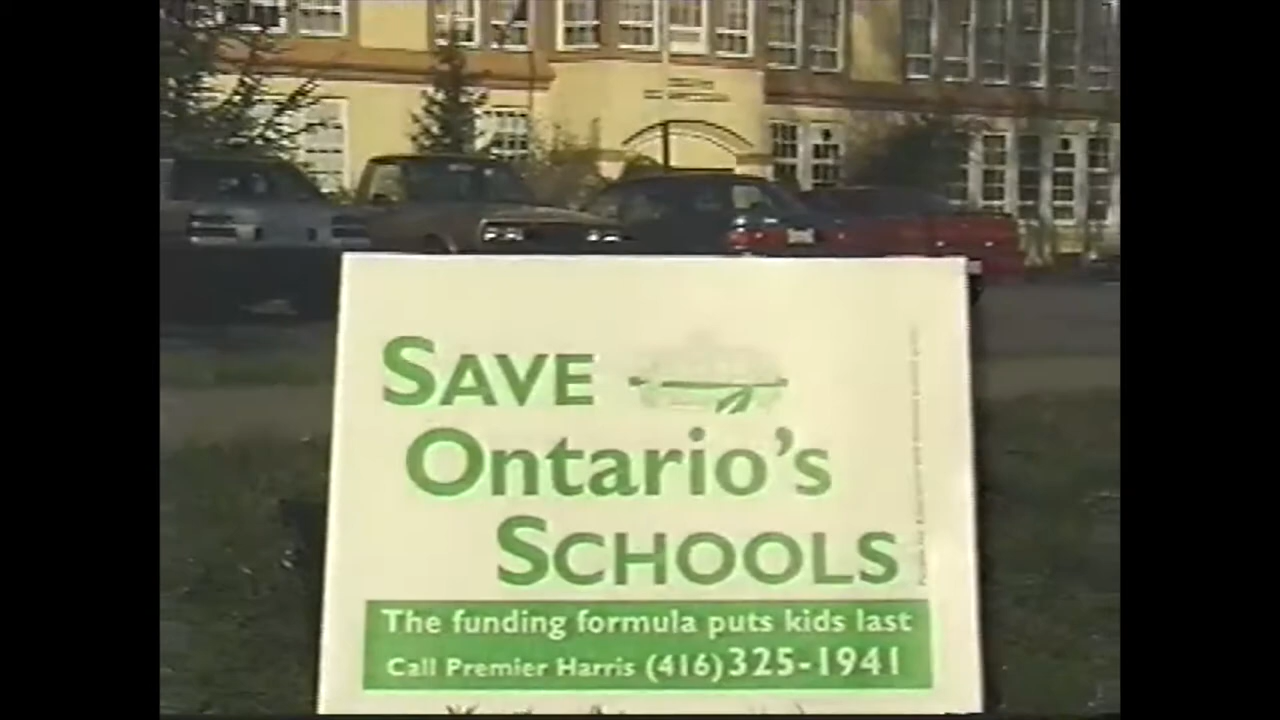 SAVE
Ontario's
SCHOOLS
The funding formula puts kids last
Call Premier Harris (416) 325-1941